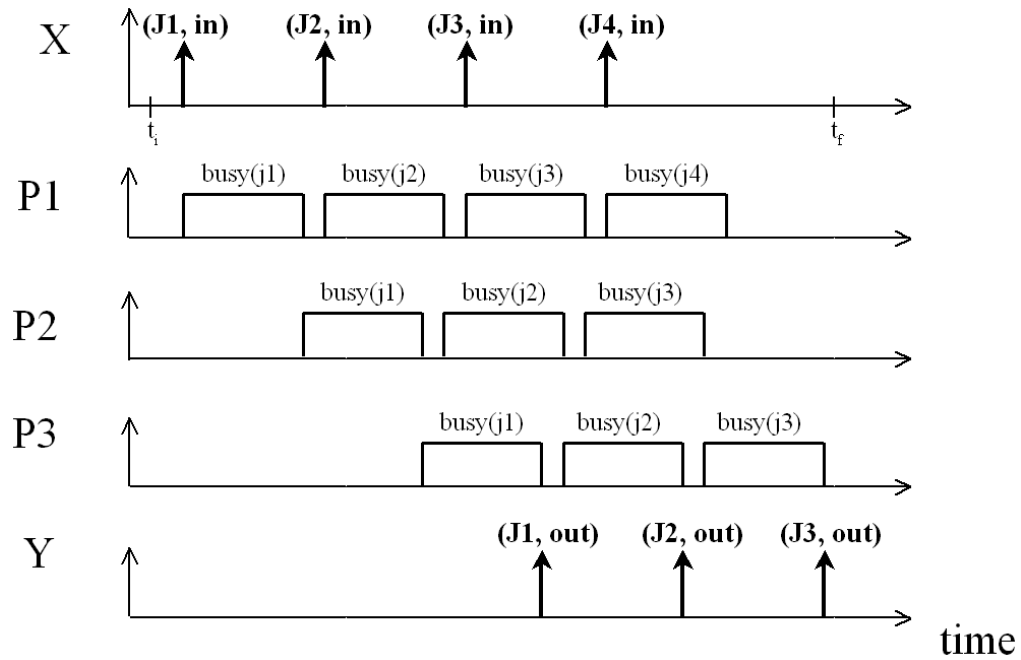 X
(J1, in) (J2, in) (J3, in) (J4, in)
ti tf
P1
busy(j1) busy(j2) busy(j3) busy(j4)
P2
busy(j1) busy(j2) busy(j3)
P3
busy(j1) busy(j2) busy(j3)
Y
(J1, out) (J2, out) (J3, out)
time